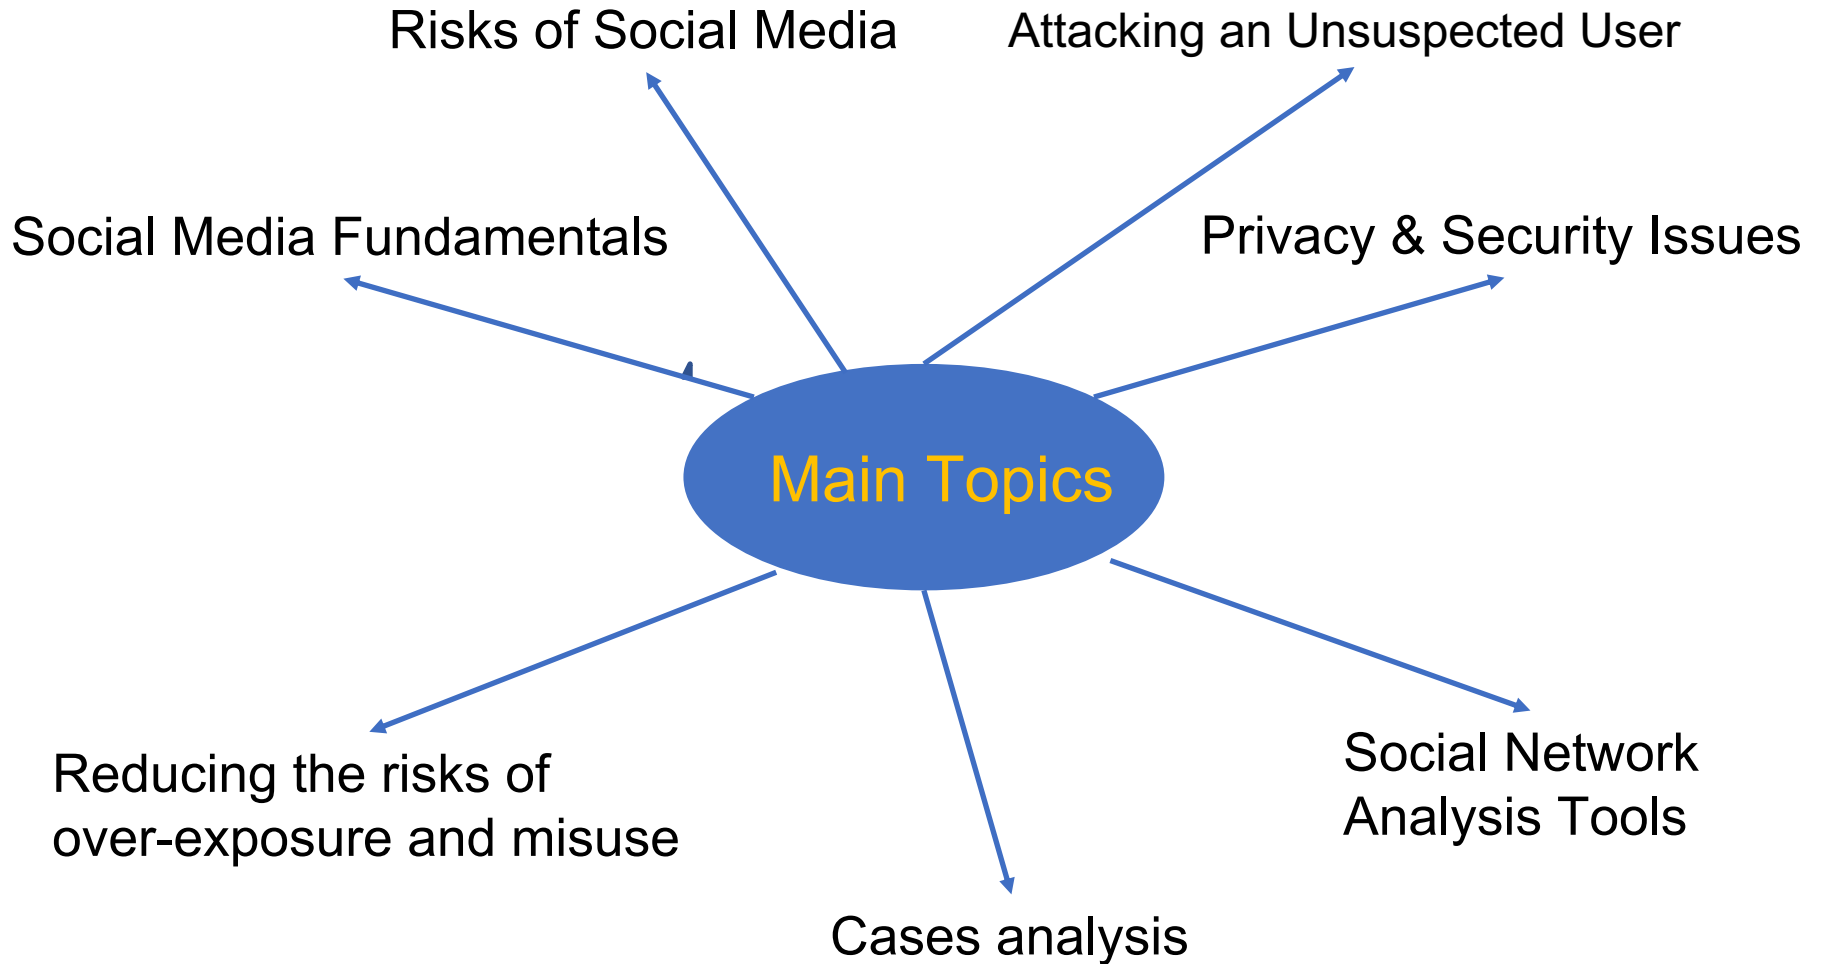 Risks of Social Media
Attacking an Unsuspected User
Social Media Fundamentals
Privacy & Security Issues
Main Topics
Reducing the risks of
over-exposure and misuse
Social Network
Analysis Tools
Cases analysis